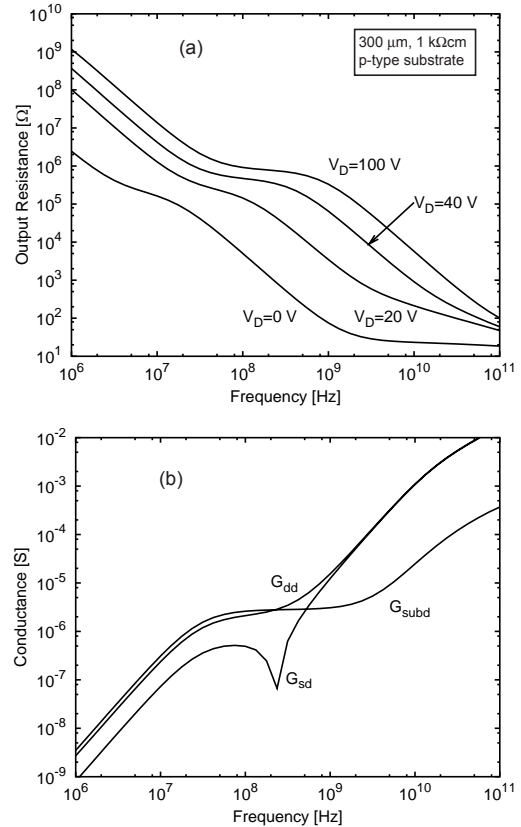 (a)
300 μm, 1 kΩcm
p-type substrate
Output Resistance [Ω]
10^10
10^9
10^8
10^7
10^6
10^5
10^4
10^3
10^2
10^1
V_D=100 V
V_D=40 V
V_D=0 V
V_D=20 V
10^6 10^7 10^8 10^9 10^10 10^11
Frequency [Hz]
(b)
Conductance [S]
10^-2
10^-3
10^-4
10^-5
10^-6
10^-7
10^-8
10^-9
G_dd
G_subd
G_sd
10^6 10^7 10^8 10^9 10^10 10^11
Frequency [Hz]